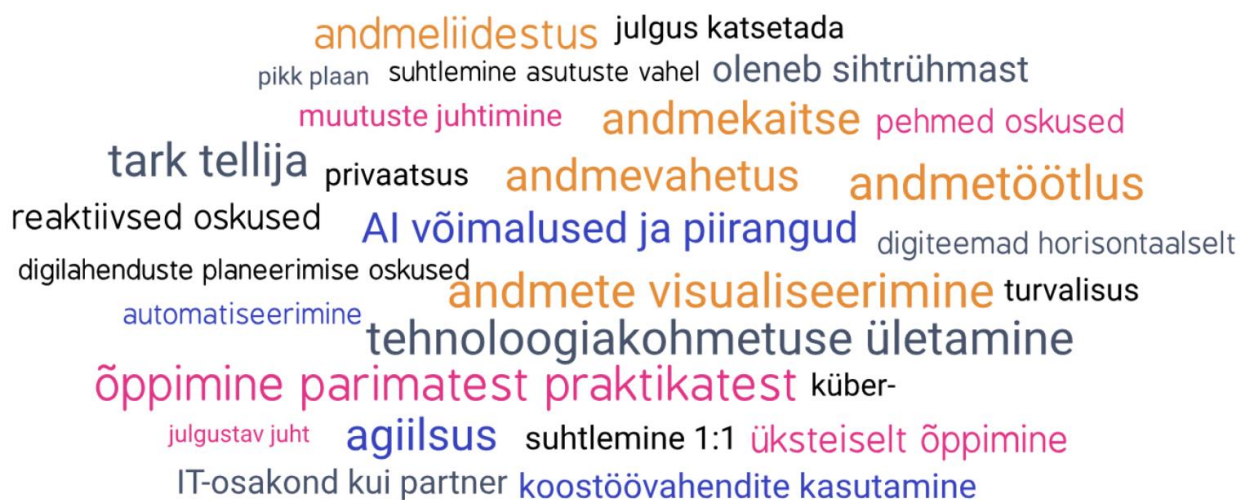 andmeliidestus julgus katsetada
pikk plaan suhtlemine asutuste vahel oleneb sihtrühmast
muutuste juhtimine andmekaitse pehmed oskused
tark tellija privaatsus andmevahetus andmetöötlus
reaktiivsed oskused AI võimalused ja piirangud digiteemad horisontaalselt
digilahenduste planeerimise oskused andmete visualiseerimine turvalisus
automatiseerimine tehnoloogiakohmetuse ületamine
õppimine parimatest praktikatest küber-
julgustav juht agiilsus suhtlemine 1:1 üksteiselt õppimine
IT-osakond kui partner koostöövahendite kasutamine